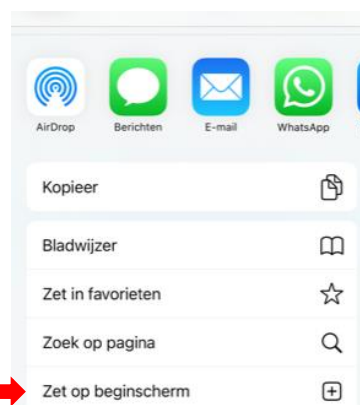 AirDrop Berichten E-mail WhatsApp
Kopieer
Bladwijzer
Zet in favorieten
Zoek op pagina
Zet op beginscherm